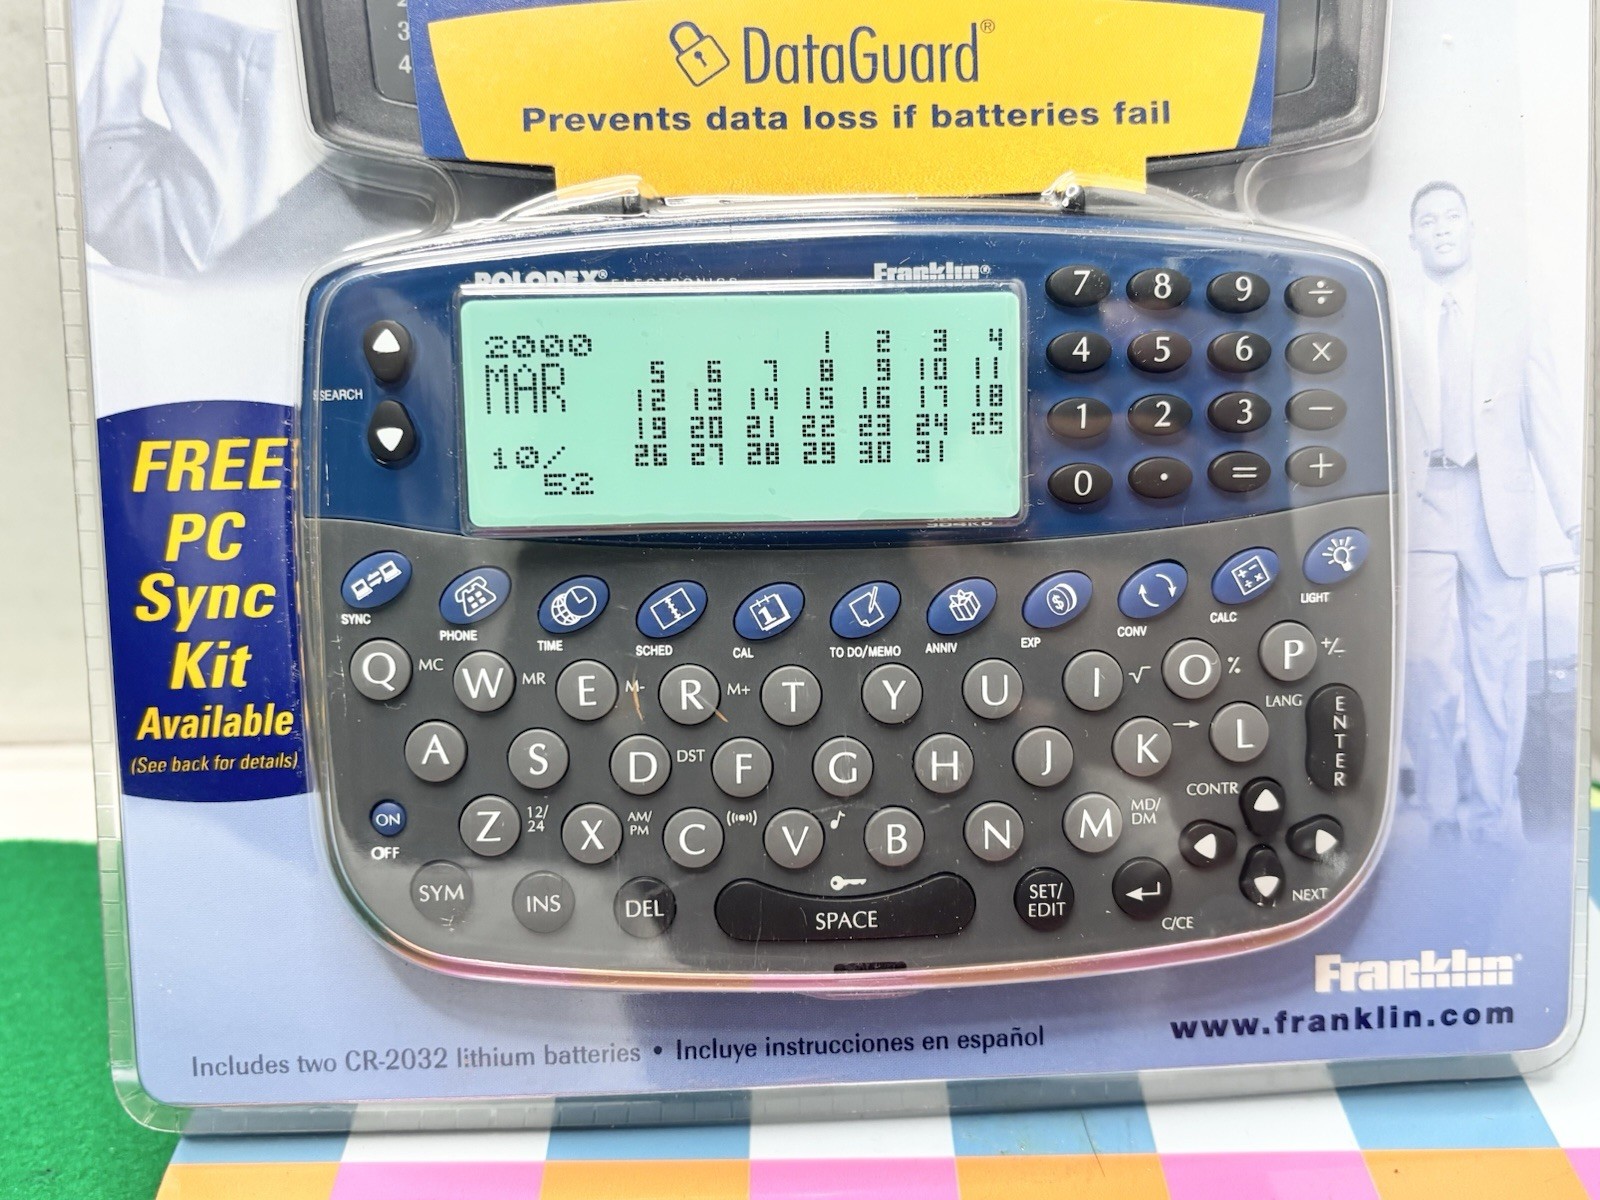 2
3
4
DataGuard®
Prevents data loss if batteries fail
ROLODEX® ELECTRONICS Franklin®
2000 1 2 3 4
MAR 5 6 7 8 9 10 11
12 13 14 15 16 17 18
19 20 21 22 23 24 25
10/ 26 27 28 29 30 31
52
7 8 9 ÷
4 5 6 ×
1 2 3 −
0 . = +
SEARCH
FREE
PC
Sync
Kit
Available
(See back for details)
SYNC PHONE TIME SCHED CAL TO DO/MEMO ANNIV EXP CONV CALC LIGHT
Q MC W MR E M- R M+ T Y U I √ O % P +/-
A S D DST F G H J K → L LANG ENTER
ON Z 12/24 X AM/PM C V B N M MD/DM CONTR
OFF
SYM INS DEL SPACE SET/EDIT C/CE NEXT
Franklin®
www.franklin.com
Includes two CR-2032 lithium batteries • Incluye instrucciones en español